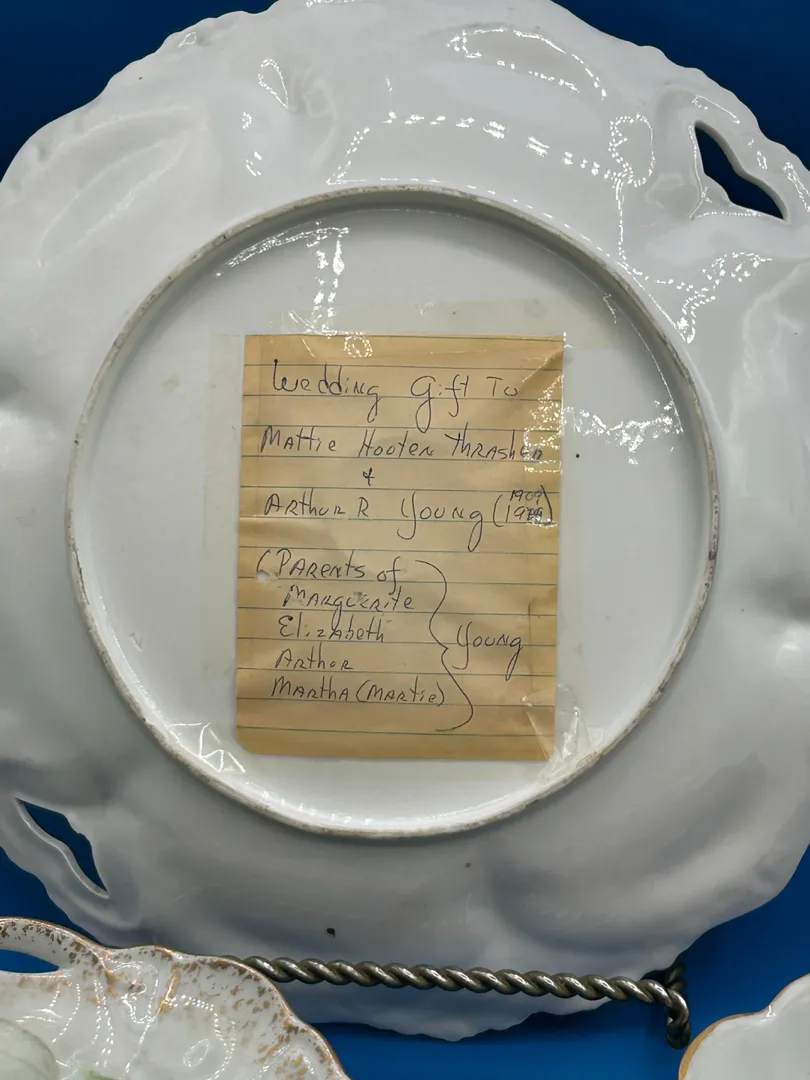 Wedding Gift To
Mattie Hooten Thrasher
&
Arthur R Young (1909)
(Parents of
Marguerite
Elizabeth
Arthur
Martha (Martie)
Young